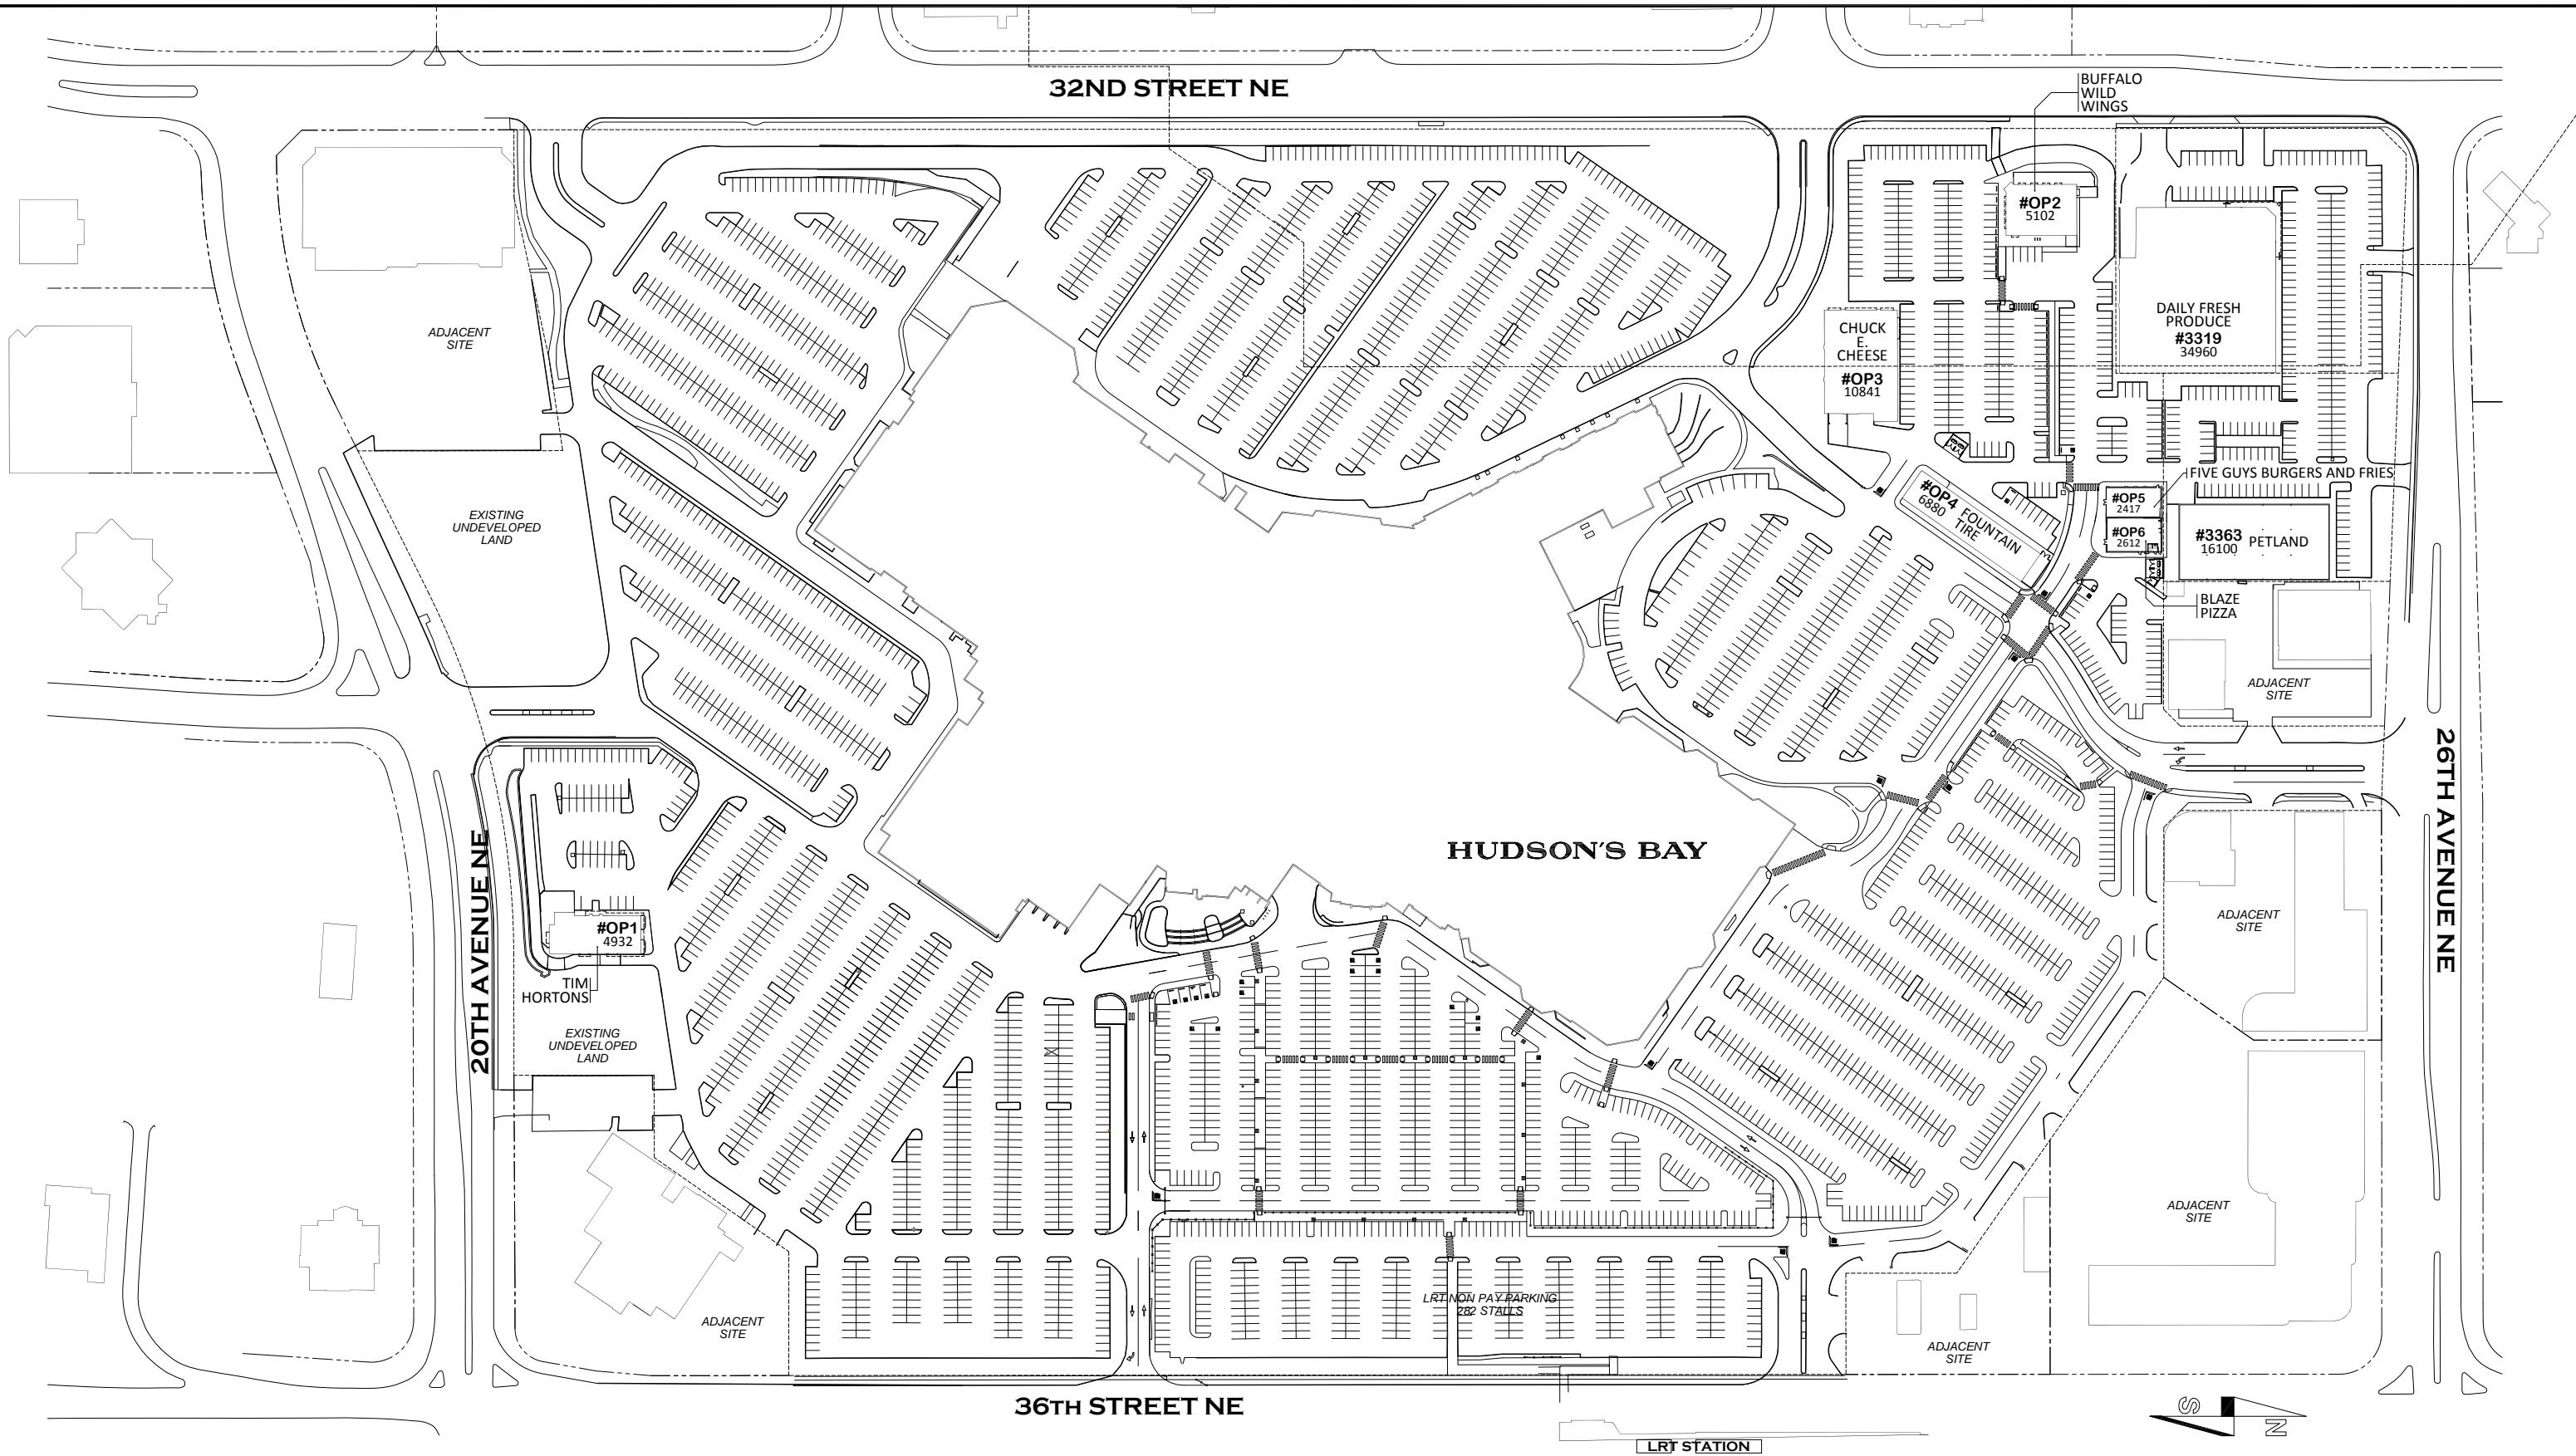 32ND STREET NE
BUFFALO
WILD
WINGS
#OP2
5102
DAILY FRESH
PRODUCE
#3319
34960
CHUCK
E.
CHEESE
#OP3
10841
ADJACENT
SITE
EXISTING
UNDEVELOPED
LAND
FIVE GUYS BURGERS AND FRIES
#OP4 FOUNTAIN
6880 TIRE
#OP5
2417
#OP6
2612
#3363 PETLAND
16100
BLAZE
PIZZA
ADJACENT
SITE
26TH AVENUE NE
HUDSON'S BAY
20TH AVENUE NE
#OP1
4932
TIM
HORTONS
EXISTING
UNDEVELOPED
LAND
ADJACENT
SITE
ADJACENT
SITE
LRT NON PAY PARKING
282 STALLS
ADJACENT
SITE
ADJACENT
SITE
36TH STREET NE
S
N
LRT STATION